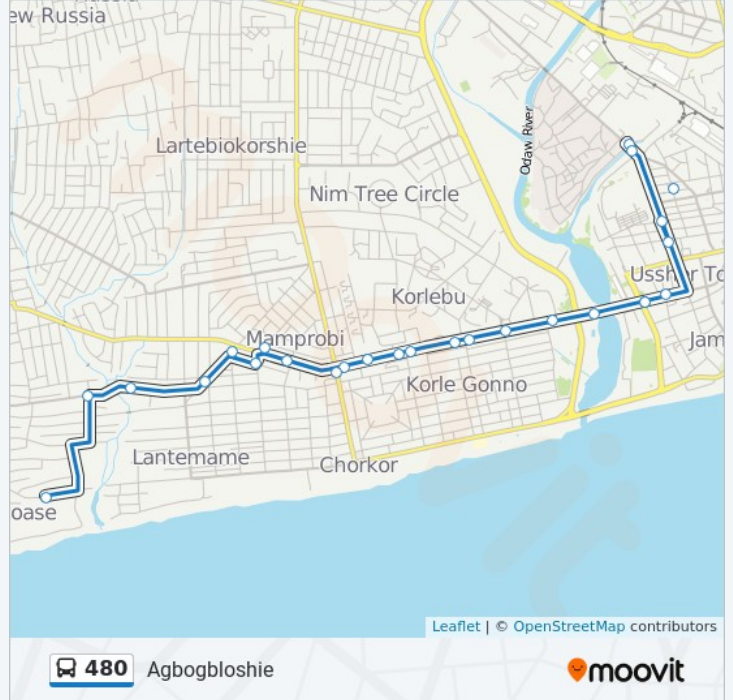 ew Russia
Lartebiokorshie
Odaw River
Nim Tree Circle
Ussher To
Korlebu
Mamprobi
Jam
Korle Gonno
Lantemame
Chorkor
oase
Leaflet | © OpenStreetMap contributors
480 Agbogbloshie
moovit